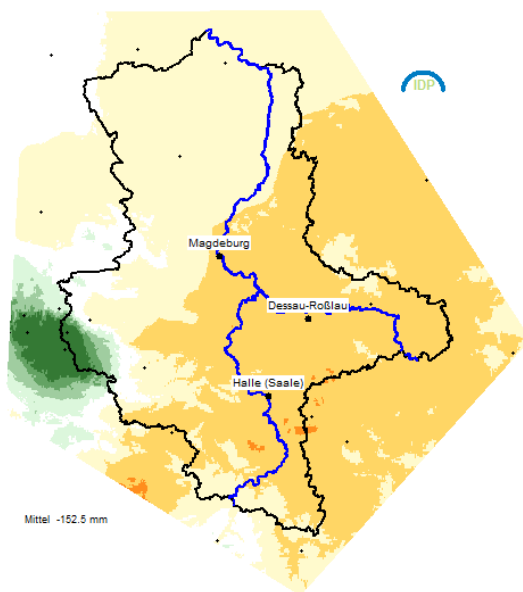 IDP
Magdeburg
Dessau-Roßlau
Halle (Saale)
Mittel -152.5 mm